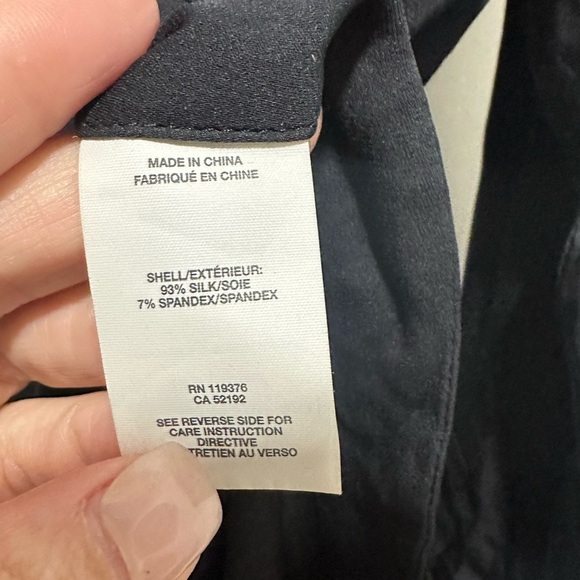 MADE IN CHINA
FABRIQUÉ EN CHINE
SHELL/EXTÉRIEUR:
93% SILK/SOIE
7% SPANDEX/SPANDEX
RN 119376
CA 52192
SEE REVERSE SIDE FOR
CARE INSTRUCTION
DIRECTIVE
TRETIEN AU VERSO